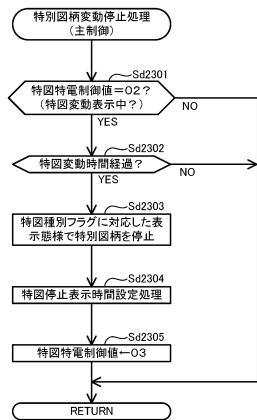 特別図柄変動停止処理
(主制御)
Sd2301
特図特電制御値=02?
(特図変動表示中?)
NO
YES
Sd2302
特図変動時間経過?
NO
YES
Sd2303
特図種別フラグに対応した表
示態様で特別図柄を停止
Sd2304
特図停止表示時間設定処理
Sd2305
特図特電制御値←03
RETURN